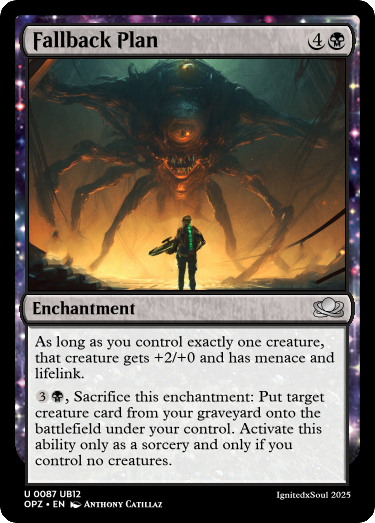 Fallback Plan 4
Enchantment
As long as you control exactly one creature,
that creature gets +2/+0 and has menace and
lifelink.
3, Sacrifice this enchantment: Put target
creature card from your graveyard onto the
battlefield under your control. Activate this
ability only as a sorcery and only if you
control no creatures.
U 0087 UB12
OPZ • EN Anthony Catillaz
IgnitedxSoul 2025